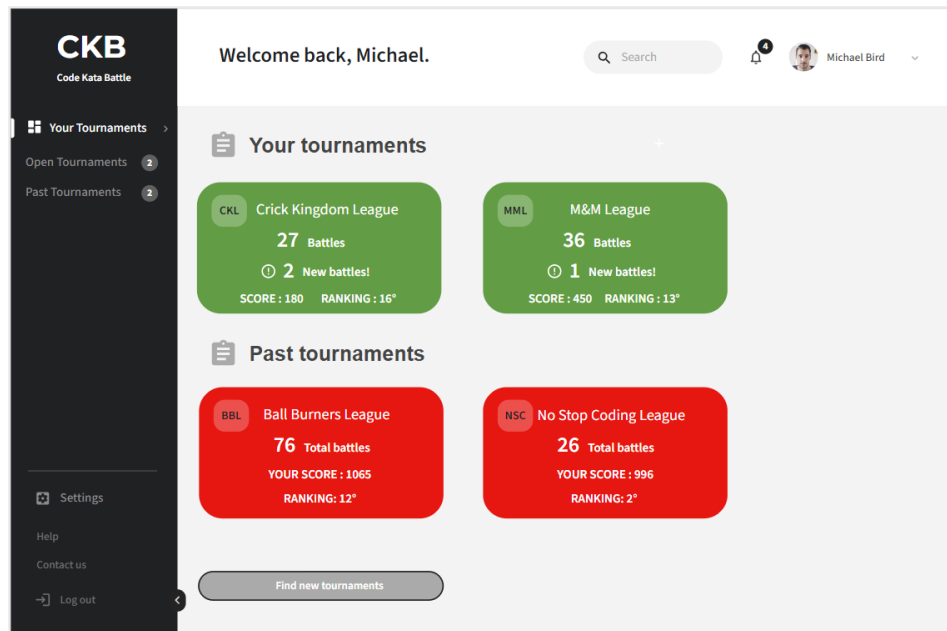 CKB
Code Kata Battle
Your Tournaments
Open Tournaments 2
Past Tournaments 2
Settings
Help
Contact us
Log out
Welcome back, Michael.
Search
4
Michael Bird
Your tournaments
CKL Crick Kingdom League
27 Battles
2 New battles!
SCORE : 180 RANKING : 16°
MML M&M League
36 Battles
1 New battles!
SCORE : 450 RANKING : 13°
Past tournaments
BBL Ball Burners League
76 Total battles
YOUR SCORE : 1065
RANKING: 12°
NSC No Stop Coding League
26 Total battles
YOUR SCORE : 996
RANKING: 2°
Find new tournaments